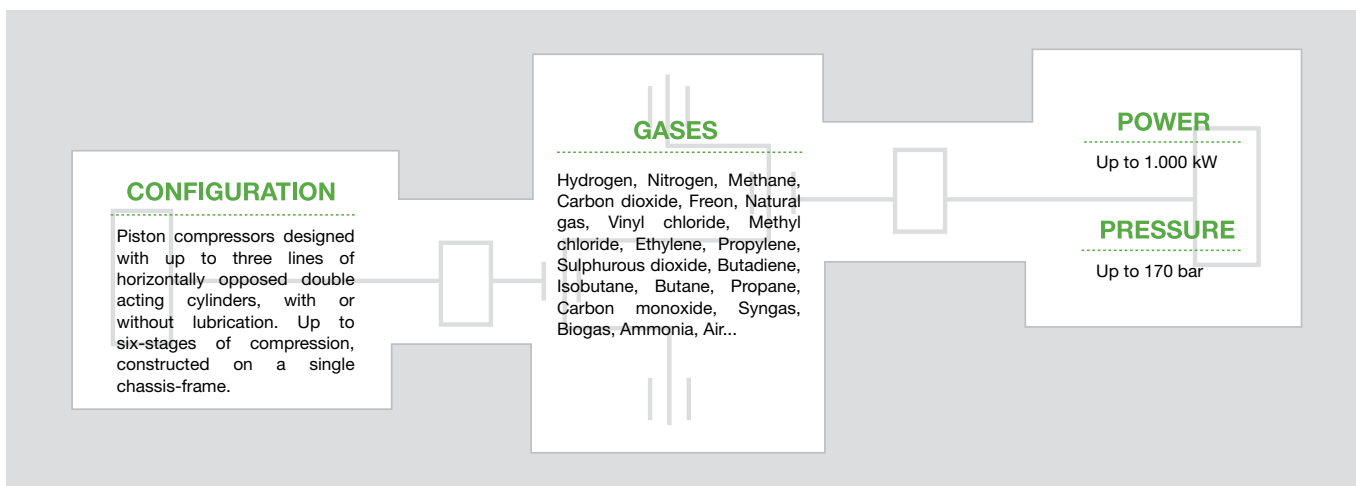 CONFIGURATION
Piston compressors designed
with up to three lines of
horizontally opposed double
acting cylinders, with or
without lubrication. Up to
six-stages of compression,
constructed on a single
chassis-frame.
GASES
Hydrogen, Nitrogen, Methane,
Carbon dioxide, Freon, Natural
gas, Vinyl chloride, Methyl
chloride, Ethylene, Propylene,
Sulphurous dioxide, Butadiene,
Isobutane, Butane, Propane,
Carbon monoxide, Syngas,
Biogas, Ammonia, Air...
POWER
Up to 1.000 kW
PRESSURE
Up to 170 bar